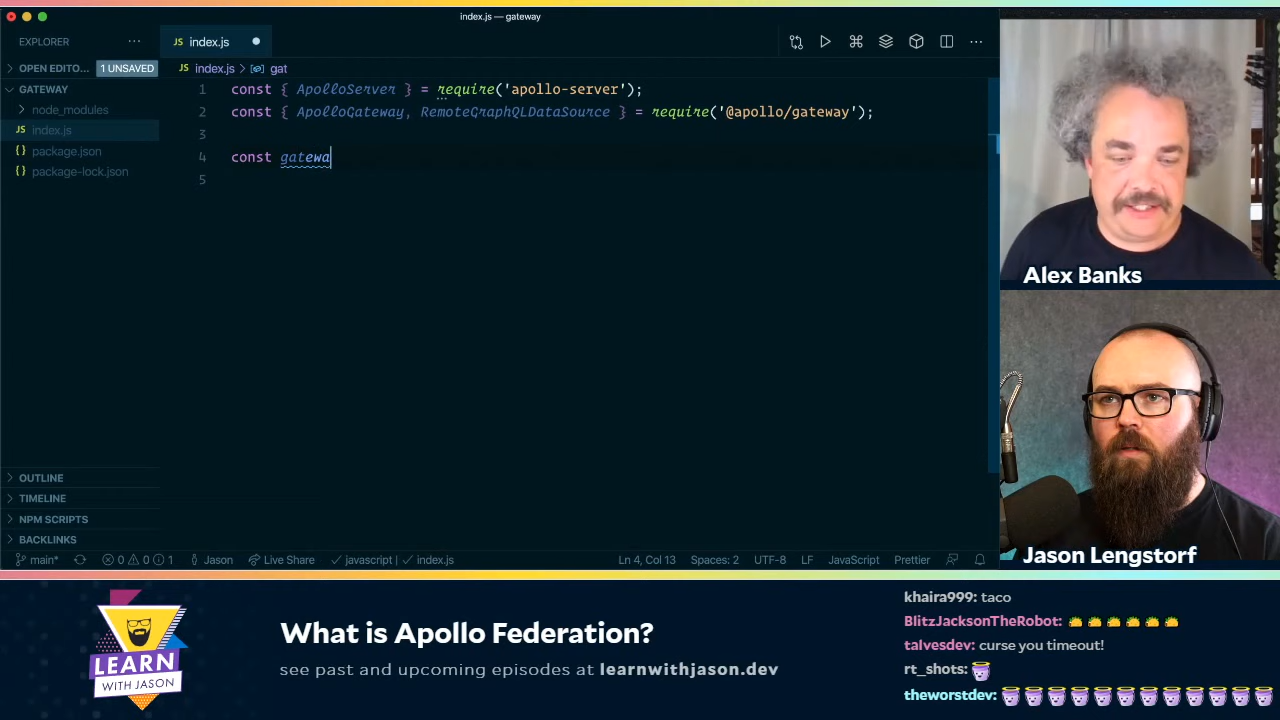 index.js — gateway
EXPLORER
index.js
OPEN EDITO... 1 UNSAVED
index.js > gat
GATEWAY
node_modules
index.js
package.json
package-lock.json
1 const { ApolloServer } = require('apollo-server');
2 const { ApolloGateway, RemoteGraphQLDataSource } = require('@apollo/gateway');
3
4 const gatewa
5
OUTLINE
TIMELINE
NPM SCRIPTS
BACKLINKS
main* 0 0 1 Jason Live Share javascript | index.js Ln 4, Col 13 Spaces: 2 UTF-8 LF JavaScript Prettier
Alex Banks
Jason Lengstorf
LEARN
WITH JASON
What is Apollo Federation?
see past and upcoming episodes at learnwithjason.dev
khaira999: taco
BlitzJacksonTheRobot: 🌮🌮🌮🌮🌮🌮
talvesdev: curse you timeout!
rt_shots:
theworstdev: